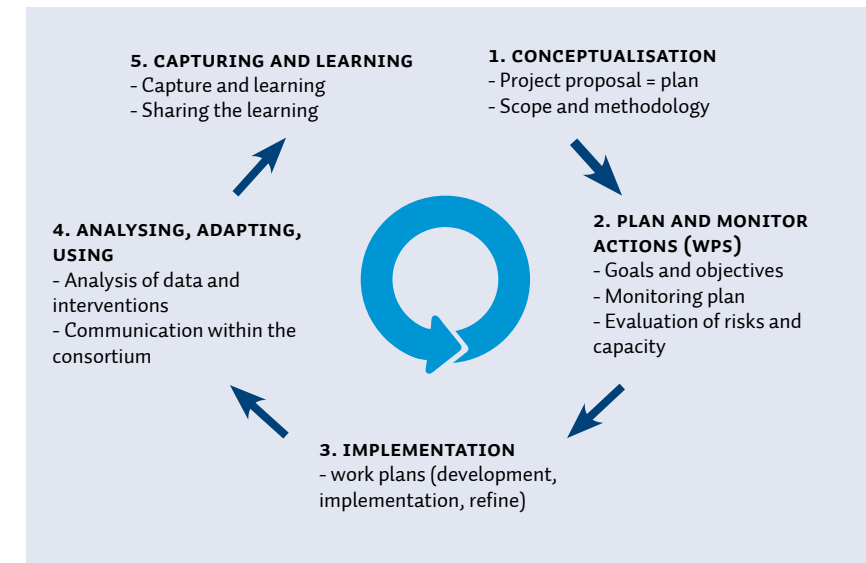 5. CAPTURING AND LEARNING
- Capture and learning
- Sharing the learning
1. CONCEPTUALISATION
- Project proposal = plan
- Scope and methodology
2. PLAN AND MONITOR
ACTIONS (WPS)
- Goals and objectives
- Monitoring plan
- Evaluation of risks and
capacity
3. IMPLEMENTATION
- work plans (development,
implementation, refine)
4. ANALYSING, ADAPTING,
USING
- Analysis of data and
interventions
- Communication within the
consortium